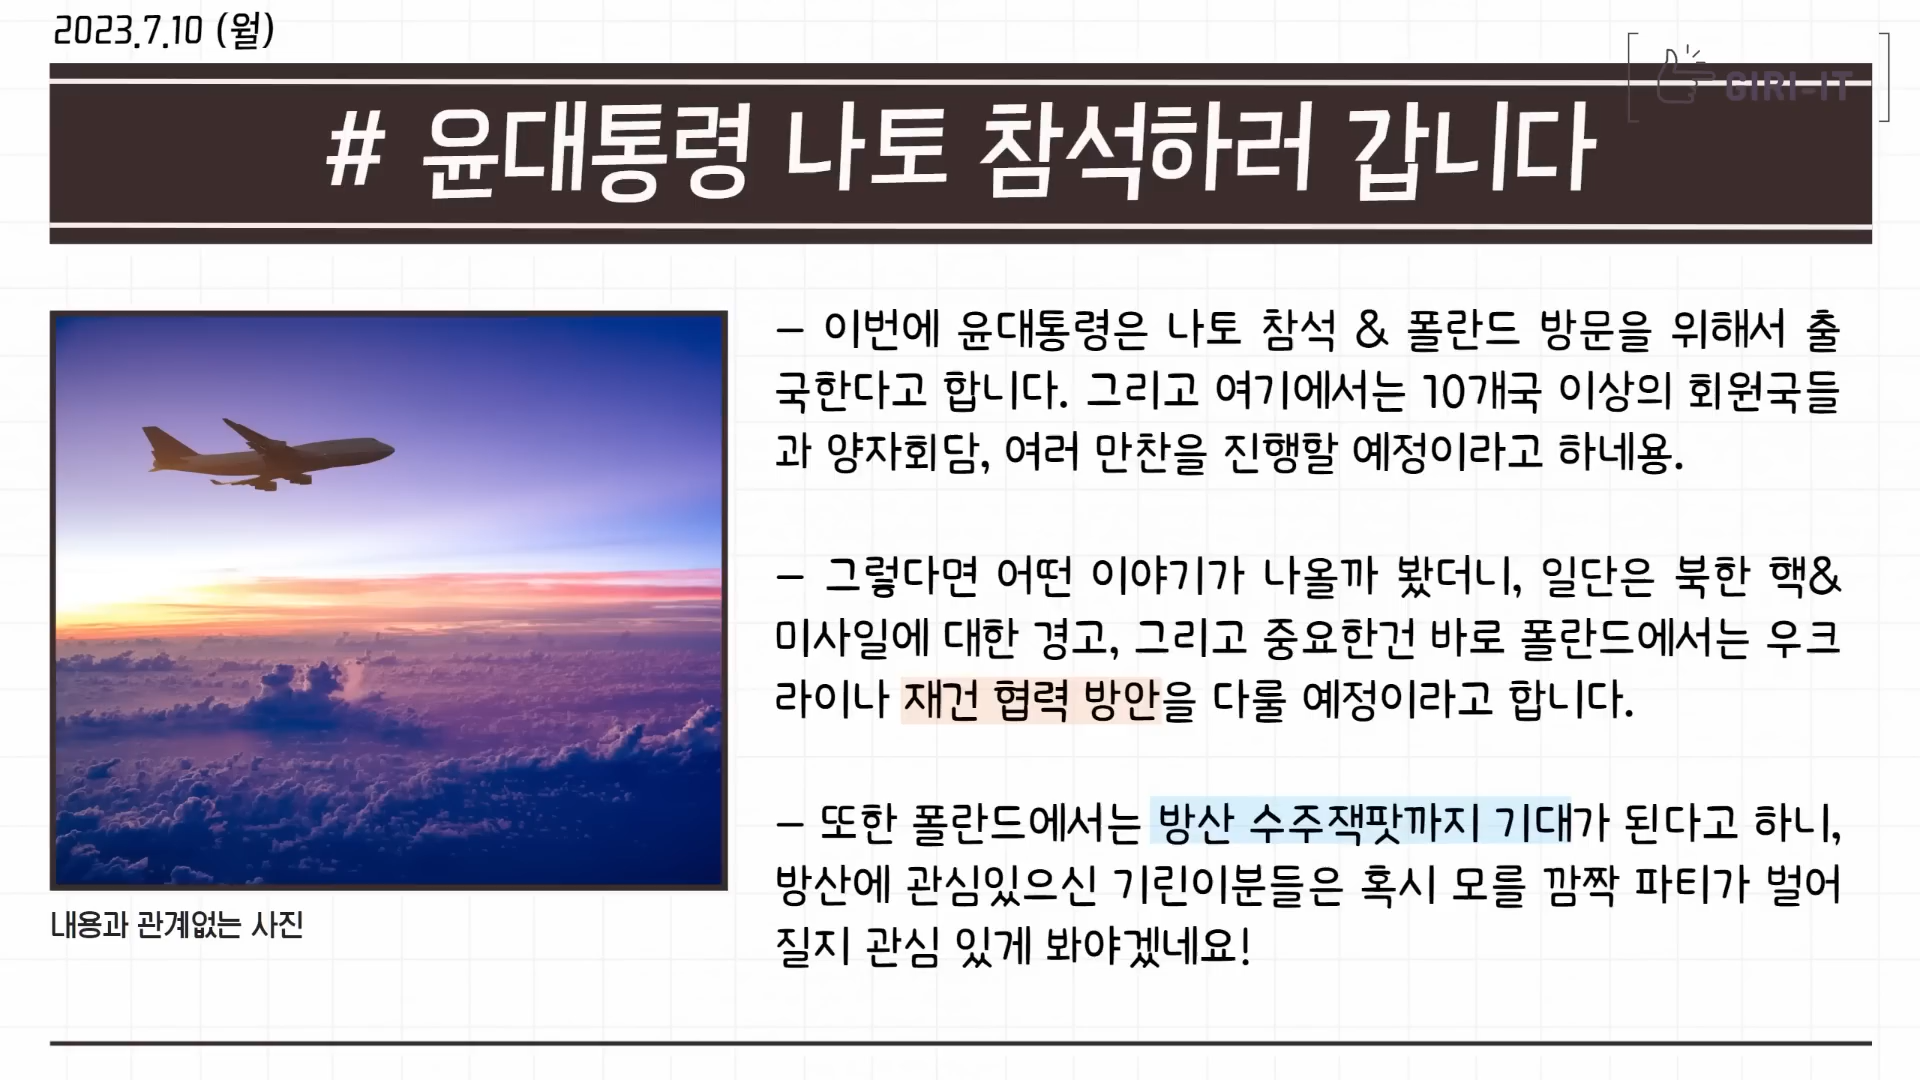 2023.7.10 (월)
GIRI-IT
# 윤대통령 나토 참석하러 갑니다
- 이번에 윤대통령은 나토 참석 & 폴란드 방문을 위해서 출
국한다고 합니다. 그리고 여기에서는 10개국 이상의 회원국들
과 양자회담, 여러 만찬을 진행할 예정이라고 하네용.
- 그렇다면 어떤 이야기가 나올까 봤더니, 일단은 북한 핵&
미사일에 대한 경고, 그리고 중요한건 바로 폴란드에서는 우크
라이나 재건 협력 방안을 다룰 예정이라고 합니다.
- 또한 폴란드에서는 방산 수주잭팟까지 기대가 된다고 하니,
방산에 관심있으신 기린이분들은 혹시 모를 깜짝 파티가 벌어
질지 관심 있게 봐야겠네요!
내용과 관계없는 사진